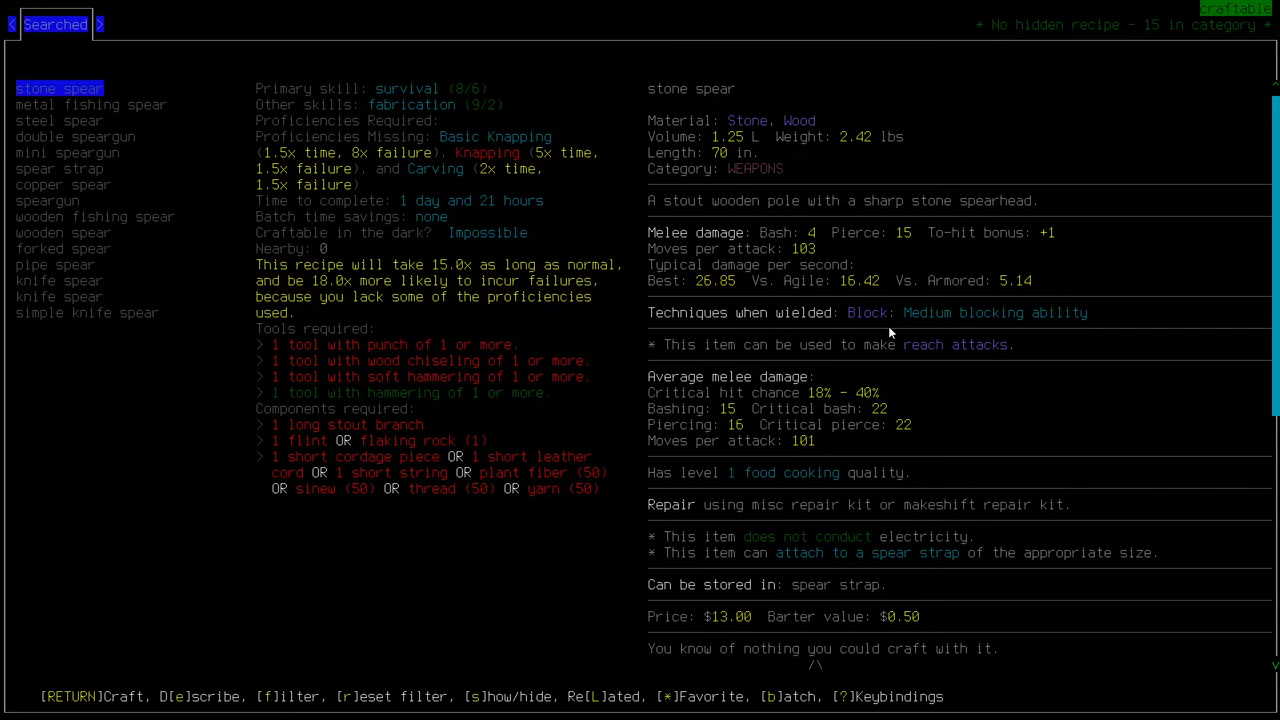 craftable
< Searched >
* No hidden recipe - 15 in category *
stone spear
metal fishing spear
steel spear
double speargun
mini speargun
spear strap
copper spear
speargun
wooden fishing spear
wooden spear
forked spear
pipe spear
knife spear
knife spear
simple knife spear
Primary skill: survival (8/6)
Other skills: fabrication (9/2)
Proficiencies Required:
Proficiencies Missing: Basic Knapping
(1.5x time, 8x failure), Knapping (5x time,
1.5x failure), and Carving (2x time,
1.5x failure)
Time to complete: 1 day and 21 hours
Batch time savings: none
Craftable in the dark? Impossible
Nearby: 0
This recipe will take 15.0x as long as normal,
and be 18.0x more likely to incur failures,
because you lack some of the proficiencies
used.
Tools required:
> 1 tool with punch of 1 or more.
> 1 tool with wood chiseling of 1 or more.
> 1 tool with soft hammering of 1 or more.
> 1 tool with hammering of 1 or more.
Components required:
> 1 long stout branch
> 1 flint OR flaking rock (1)
> 1 short cordage piece OR 1 short leather
cord OR 1 short string OR plant fiber (50)
OR sinew (50) OR thread (50) OR yarn (50)
stone spear
Material: Stone, Wood
Volume: 1.25 L Weight: 2.42 lbs
Length: 70 in.
Category: WEAPONS
A stout wooden pole with a sharp stone spearhead.
Melee damage: Bash: 4 Pierce: 15 To-hit bonus: +1
Moves per attack: 103
Typical damage per second:
Best: 26.85 Vs. Agile: 16.42 Vs. Armored: 5.14
Techniques when wielded: Block: Medium blocking ability
* This item can be used to make reach attacks.
Average melee damage:
Critical hit chance 18% - 40%
Bashing: 15 Critical bash: 22
Piercing: 16 Critical pierce: 22
Moves per attack: 101
Has level 1 food cooking quality.
Repair using misc repair kit or makeshift repair kit.
* This item does not conduct electricity.
* This item can attach to a spear strap of the appropriate size.
Can be stored in: spear strap.
Price: $13.00 Barter value: $0.50
You know of nothing you could craft with it.
/\
[RETURN]Craft, D[e]scribe, [f]ilter, [r]eset filter, [s]how/hide, Re[L]ated, [*]Favorite, [b]atch, [?]Keybindings